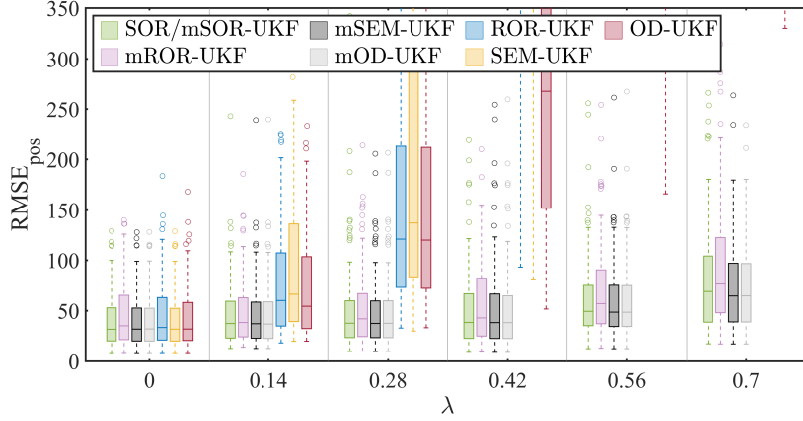 350
300
250
200
150
100
50
0
RMSE_pos
SOR/mSOR-UKF mSEM-UKF ROR-UKF OD-UKF
mROR-UKF mOD-UKF SEM-UKF
0 0.14 0.28 0.42 0.56 0.7
λ